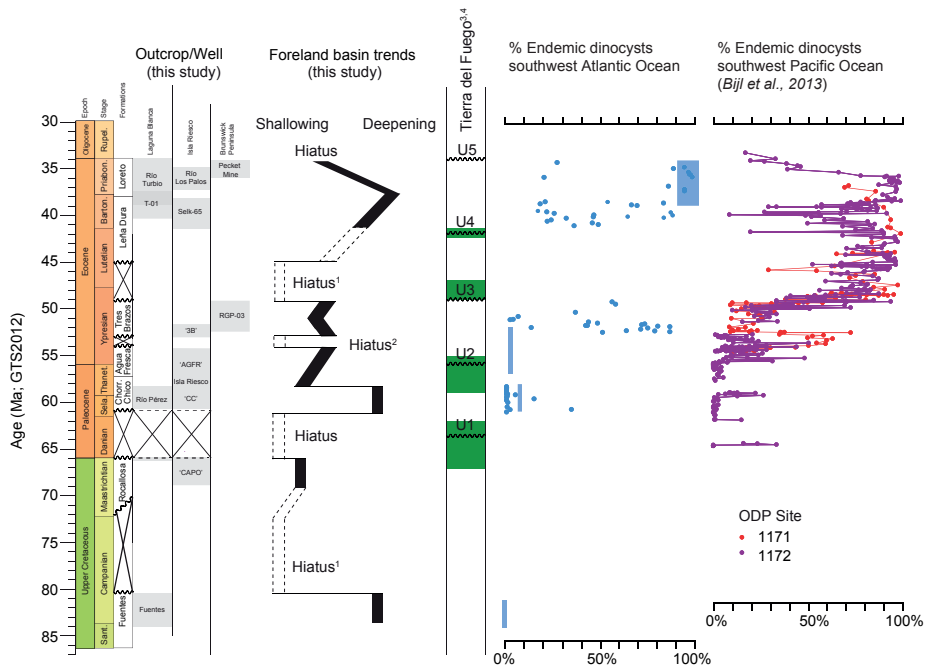 Outcrop/Well
(this study)
Foreland basin trends
(this study)
Tierra del Fuego3,4
% Endemic dinocysts
southwest Atlantic Ocean
% Endemic dinocysts
southwest Pacific Ocean
(Bijl et al., 2013)
Epoch
Stage
Formations
Laguna Blanca
Isla Riesco
Brunswick
Peninsula
Shallowing
Deepening
Age (Ma; GTS2012)
30
35
40
45
50
55
60
65
70
75
80
85
Oligocene
Eocene
Paleocene
Upper Cretaceous
Rupel.
Priabon.
Barton.
Lutetian
Ypresian
Thanet.
Sela.
Danian
Maastrichtian
Campanian
Sant.
Loreto
Leña Dura
Tres
Brazos
Agua
Fresca
Chorr.
Chico
Rocallosa
Fuentes
Río
Turbio
T-01
Río Pérez
Fuentes
Río
Los Palos
Selk-65
'3B'
'AGFR'
Isla Riesco
'CC'
'CAPO'
Pecket
Mine
RGP-03
Hiatus
Hiatus1
Hiatus2
Hiatus
Hiatus1
U5
U4
U3
U2
U1
ODP Site
1171
1172
0%
50%
100%
0%
50%
100%